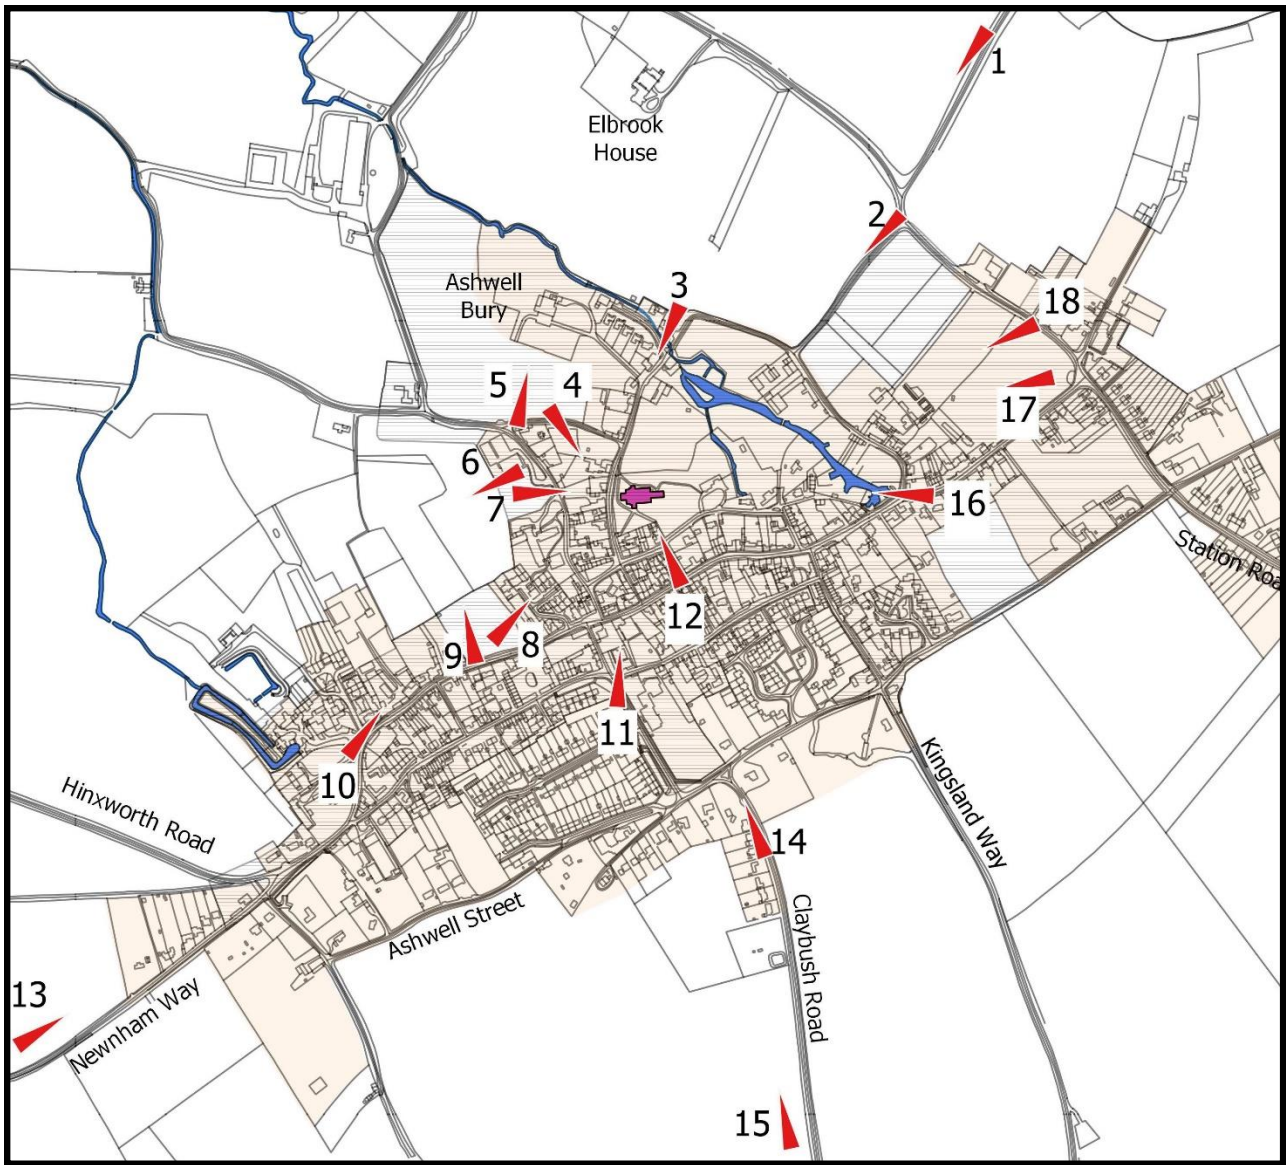 1
Elbrook
House
2
Ashwell
Bury
3
18
5
4
17
6
7
16
Station Roa
12
8
9
11
10
Kingsland Way
Hinxworth Road
14
Ashwell Street
Claybush Road
13
Newnham Way
15